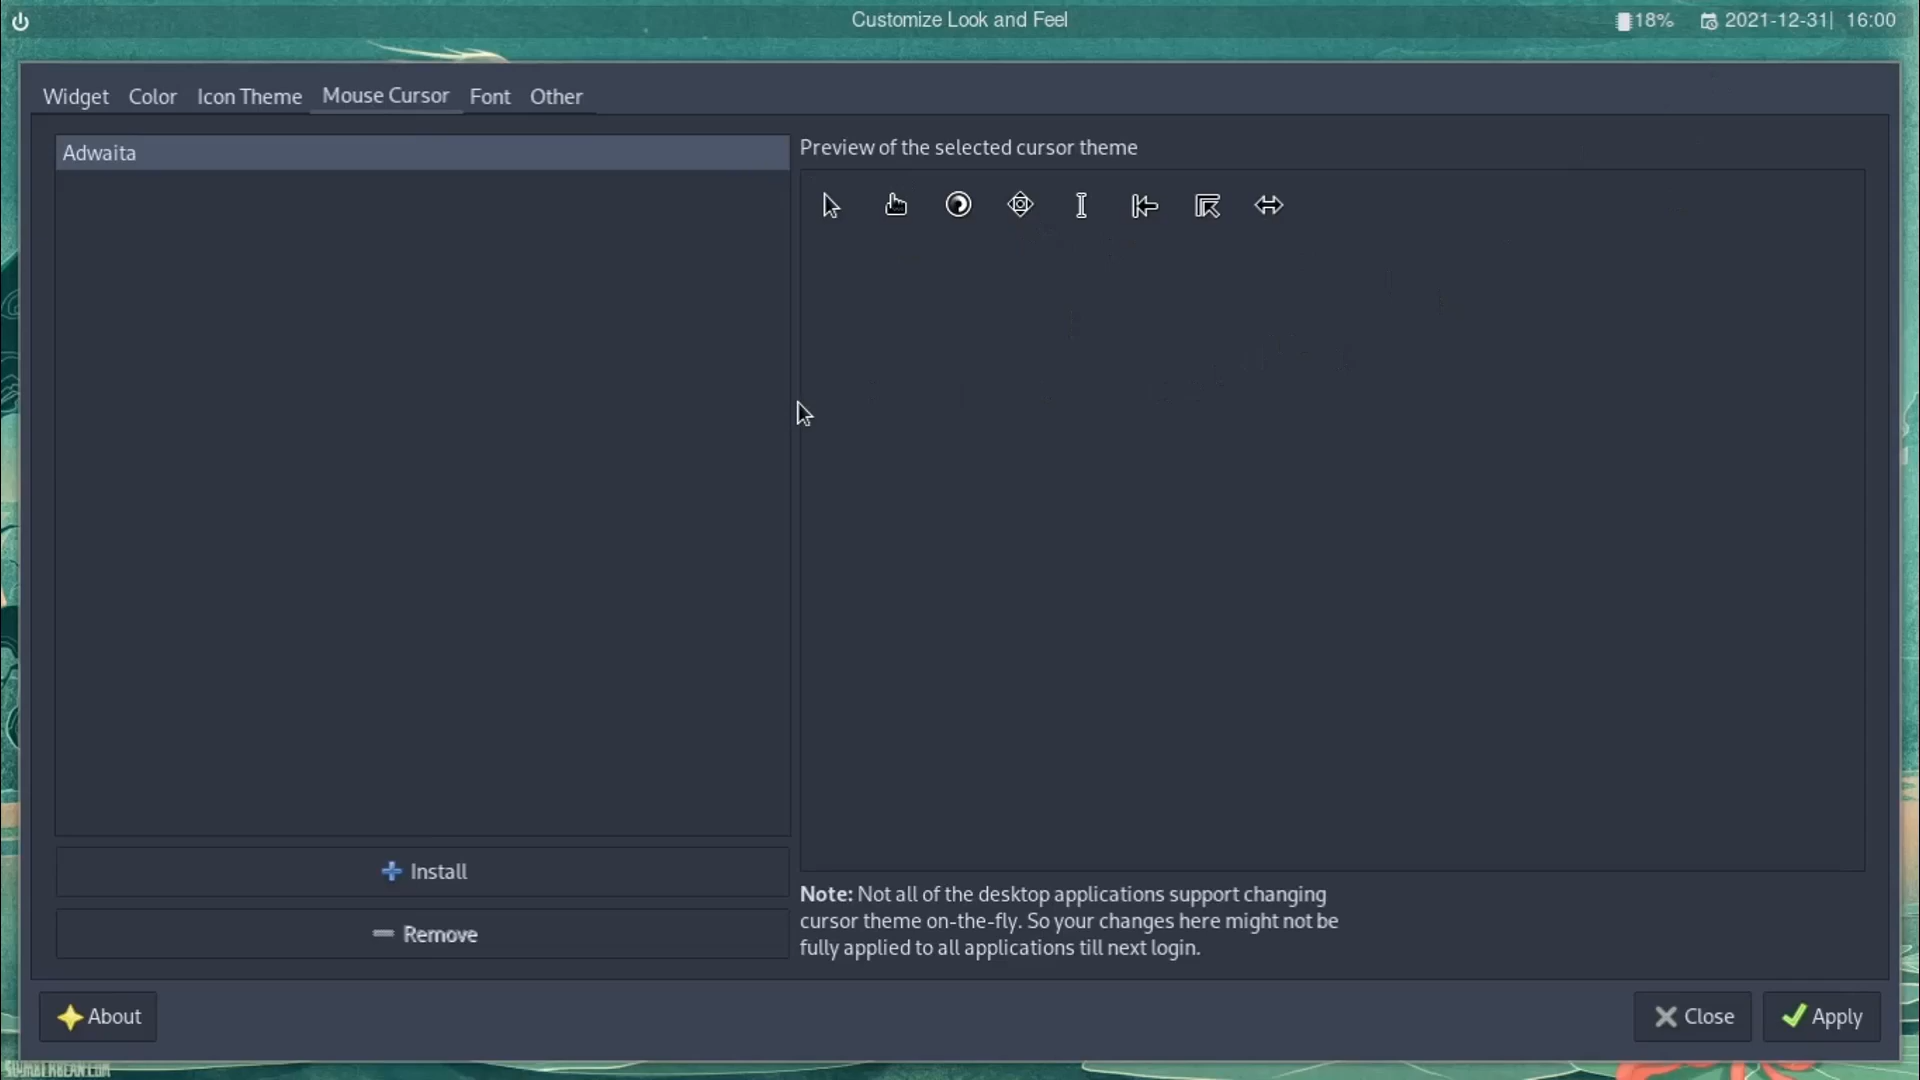 Customize Look and Feel
18%
2021-12-31| 16:00
Widget Color Icon Theme Mouse Cursor Font Other
Adwaita
Preview of the selected cursor theme
Install
Remove
Note: Not all of the desktop applications support changing
cursor theme on-the-fly. So your changes here might not be
fully applied to all applications till next login.
About
Close
Apply